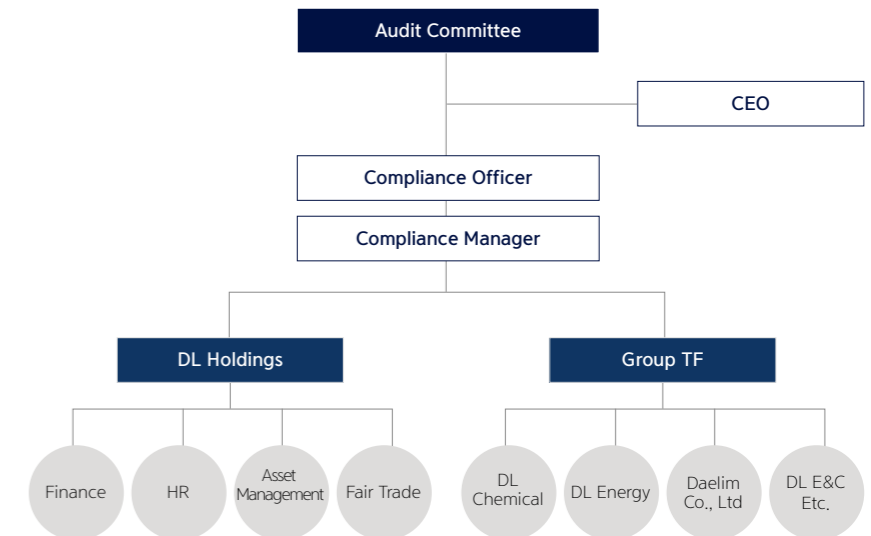 Audit Committee
CEO
Compliance Officer
Compliance Manager
DL Holdings
Group TF
Finance
HR
Asset
Management
Fair Trade
DL
Chemical
DL Energy
Daelim
Co., Ltd
DL E&C
Etc.